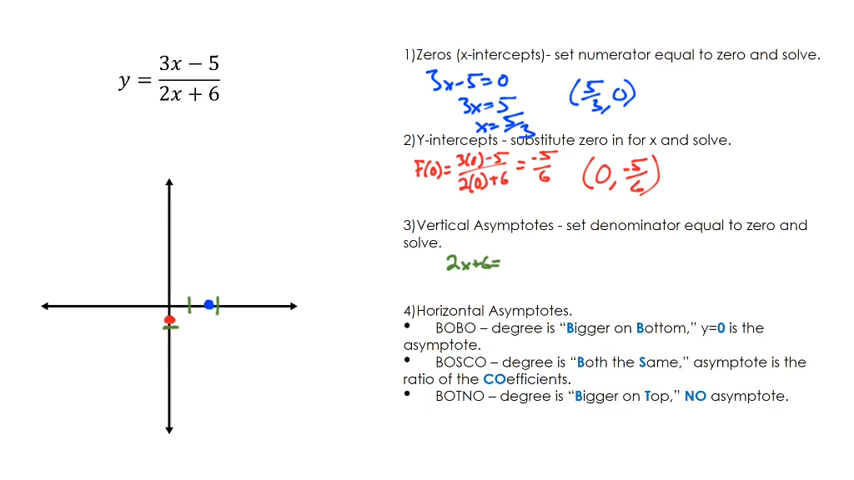 y = (3x − 5)/(2x + 6)
1)Zeros (x-intercepts)- set numerator equal to zero and solve.
3x-5=0
3x=5
x=5/3
(5/3, 0)
2)Y-intercepts - substitute zero in for x and solve.
F(0)= (3(0)-5)/(2(0)+6) = -5/6
(0, -5/6)
3)Vertical Asymptotes - set denominator equal to zero and
solve.
2x+6=
4)Horizontal Asymptotes.
• BOBO – degree is “Bigger on Bottom,” y=0 is the
asymptote.
• BOSCO – degree is “Both the Same,” asymptote is the
ratio of the COefficients.
• BOTNO – degree is “Bigger on Top,” NO asymptote.